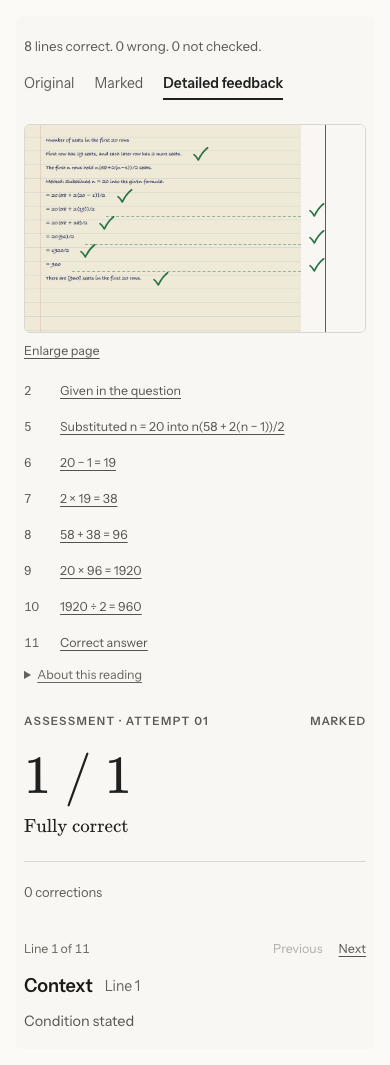 8 lines correct. 0 wrong. 0 not checked.
Original Marked Detailed feedback
Number of seats in the first 20 rows
First row has 29 seats, and each later row has 2 more seats.
The first n rows hold n(58+2(n−1))/2 seats.
Method: Substitute n = 20 into the given formula.
= 20(58 + 2(20 − 1))/2
= 20(58 + 2(19))/2
= 20(58 + 38)/2
= 20(96)/2
= 1920/2
= 960
There are [960] seats in the first 20 rows.
Enlarge page
2 Given in the question
5 Substituted n = 20 into n(58 + 2(n − 1))/2
6 20 − 1 = 19
7 2 × 19 = 38
8 58 + 38 = 96
9 20 × 96 = 1920
10 1920 ÷ 2 = 960
11 Correct answer
About this reading
ASSESSMENT · ATTEMPT 01 MARKED
1 / 1
Fully correct
0 corrections
Line 1 of 11 Previous Next
Context Line 1
Condition stated